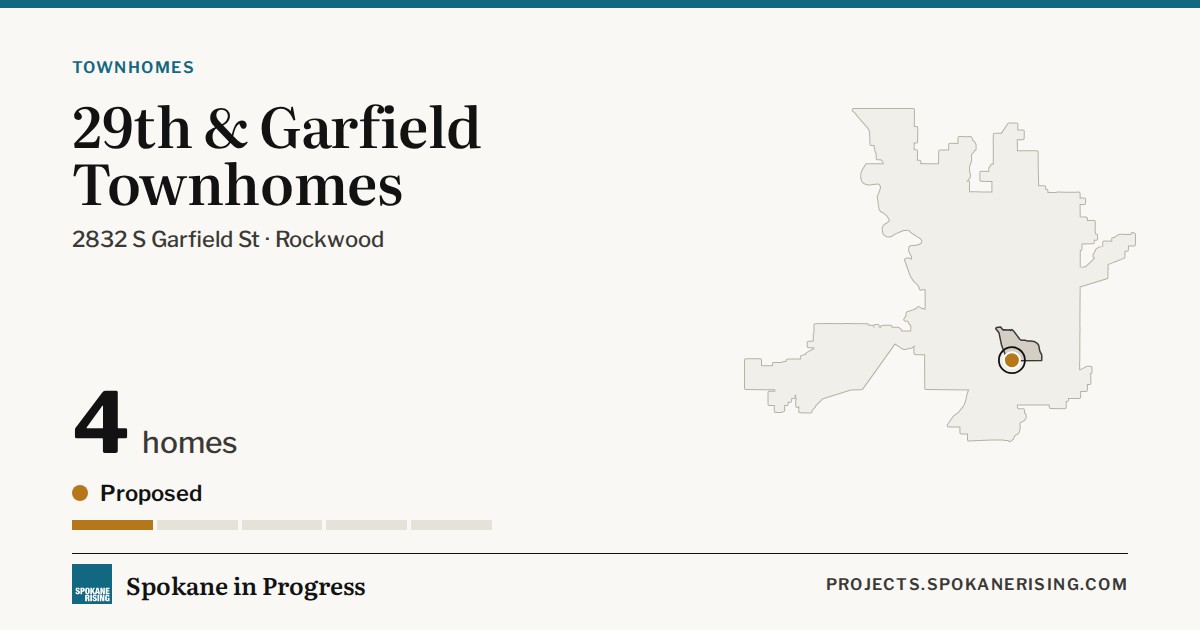 TOWNHOMES
29th & Garfield
Townhomes
2832 S Garfield St · Rockwood
4 homes
Proposed
SPOKANE
RISING
Spokane in Progress
PROJECTS.SPOKANERISING.COM